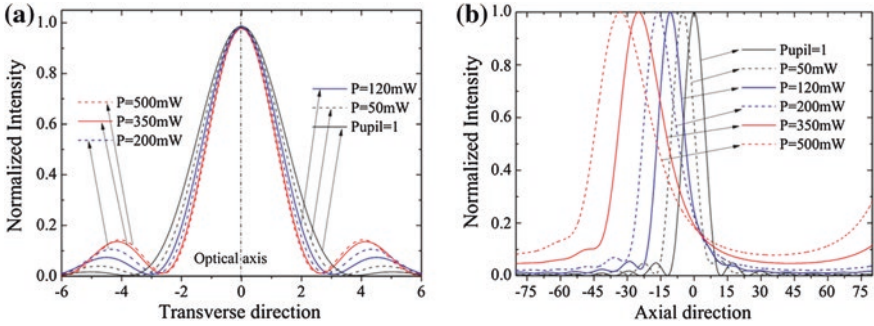 (a)
1.0
0.8
0.6
0.4
0.2
0.0
Normalized Intensity
P=500mW
P=350mW
P=200mW
P=120mW
P=50mW
Pupil=1
Optical axis
-6 -4 -2 0 2 4 6
Transverse direction
(b)
1.0
0.8
0.6
0.4
0.2
0.0
Normalized Intensity
Pupil=1
P=50mW
P=120mW
P=200mW
P=350mW
P=500mW
-75 -60 -45 -30 -15 0 15 30 45 60 75
Axial direction